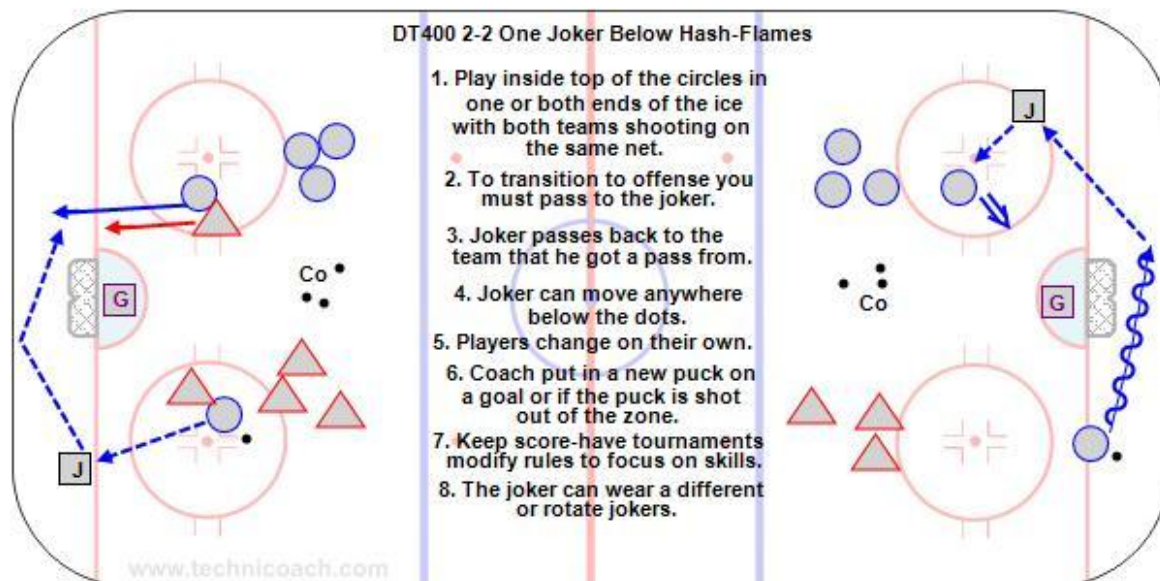 DT400 2-2 One Joker Below Hash-Flames
1. Play inside top of the circles in
one or both ends of the ice
with both teams shooting on
the same net.
2. To transition to offense you
must pass to the joker.
3. Joker passes back to the
team that he got a pass from.
4. Joker can move anywhere
below the dots.
5. Players change on their own.
6. Coach put in a new puck on
a goal or if the puck is shot
out of the zone.
7. Keep score-have tournaments
modify rules to focus on skills.
8. The joker can wear a different
or rotate jokers.
J
Co
G
J
J
Co
G
www.technicoach.com